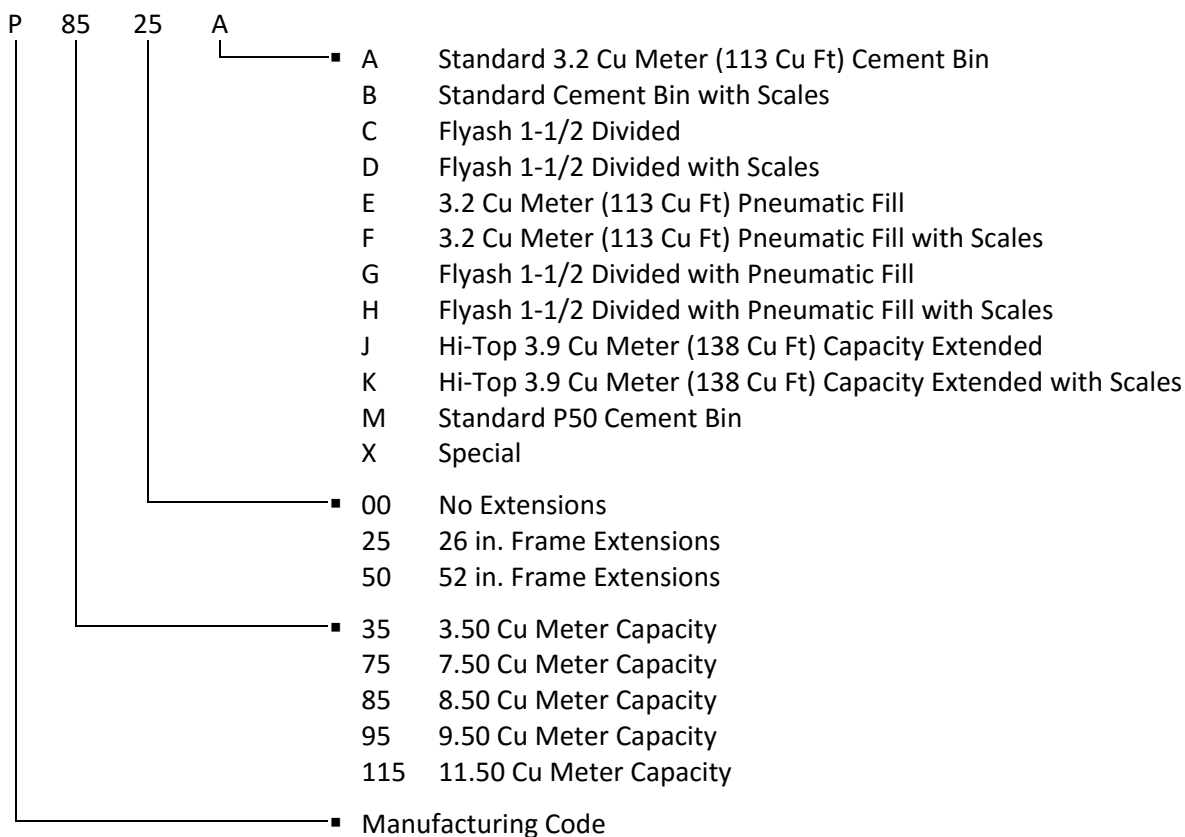 P 85 25 A
A Standard 3.2 Cu Meter (113 Cu Ft) Cement Bin
B Standard Cement Bin with Scales
C Flyash 1-1/2 Divided
D Flyash 1-1/2 Divided with Scales
E 3.2 Cu Meter (113 Cu Ft) Pneumatic Fill
F 3.2 Cu Meter (113 Cu Ft) Pneumatic Fill with Scales
G Flyash 1-1/2 Divided with Pneumatic Fill
H Flyash 1-1/2 Divided with Pneumatic Fill with Scales
J Hi-Top 3.9 Cu Meter (138 Cu Ft) Capacity Extended
K Hi-Top 3.9 Cu Meter (138 Cu Ft) Capacity Extended with Scales
M Standard P50 Cement Bin
X Special
00 No Extensions
25 26 in. Frame Extensions
50 52 in. Frame Extensions
35 3.50 Cu Meter Capacity
75 7.50 Cu Meter Capacity
85 8.50 Cu Meter Capacity
95 9.50 Cu Meter Capacity
115 11.50 Cu Meter Capacity
Manufacturing Code